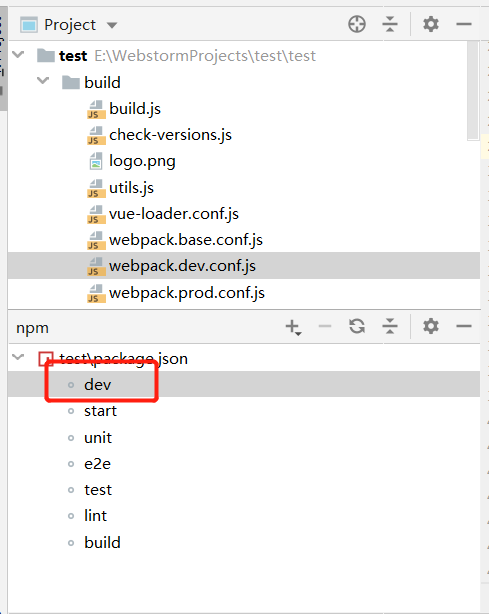 Project
test E:\WebstormProjects\test\test
build
build.js
check-versions.js
logo.png
utils.js
vue-loader.conf.js
webpack.base.conf.js
webpack.dev.conf.js
webpack.prod.conf.js
npm
test\package.json
dev
start
unit
e2e
test
lint
build